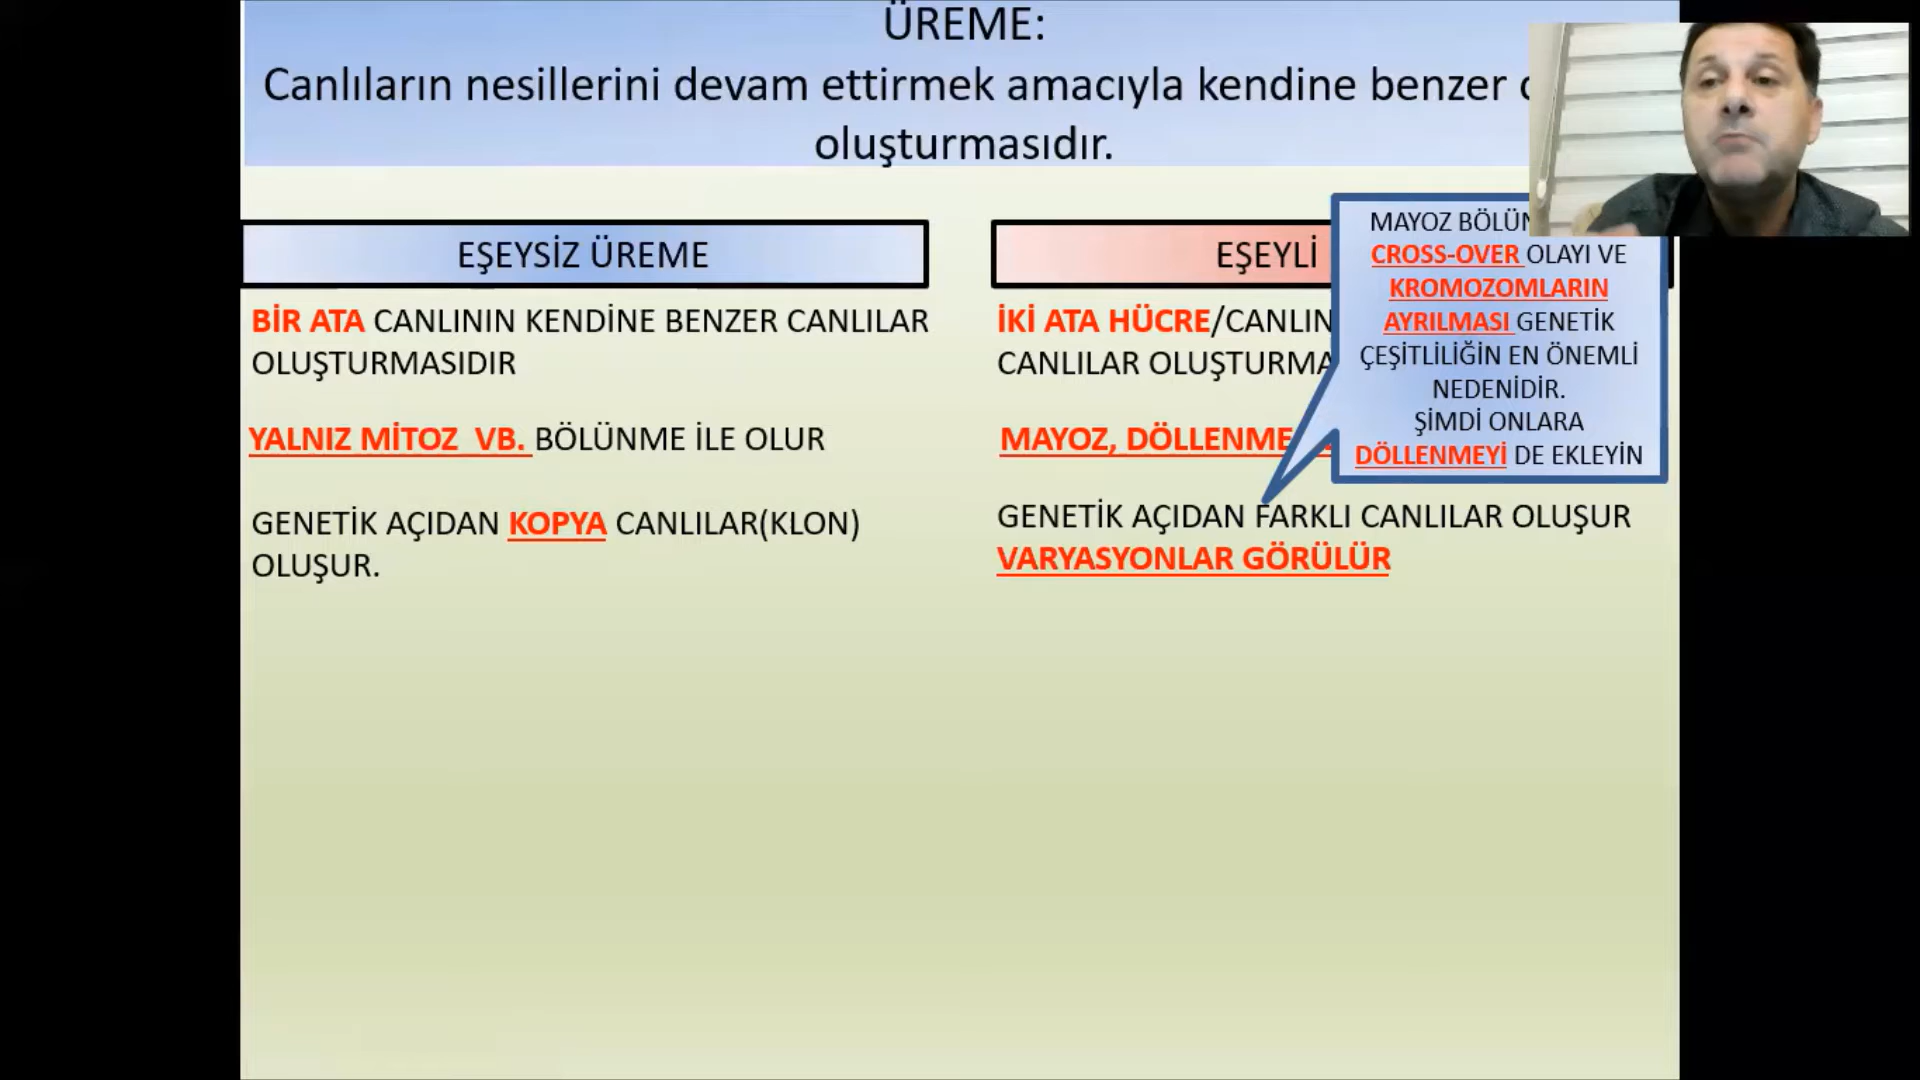 ÜREME:
Canlıların nesillerini devam ettirmek amacıyla kendine benzer
oluşturmasıdır.
EŞEYSİZ ÜREME
BİR ATA CANLININ KENDİNE BENZER CANLILAR
OLUŞTURMASIDIR
YALNIZ MİTOZ VB. BÖLÜNME İLE OLUR
GENETİK AÇIDAN KOPYA CANLILAR(KLON)
OLUŞUR.
EŞEYLİ
İKİ ATA HÜCRE/
CANLILAR
MAYOZ, DÖLLENME
GENETİK AÇIDAN FARKLI CANLILAR OLUŞUR
VARYASYONLAR GÖRÜLÜR
MAYOZ
CROSS-OVER OLAYI VE
KROMOZOMLARIN
AYRILMASI GENETİK
ÇEŞİTLİLİĞİN EN ÖNEMLİ
NEDENİDİR.
ŞİMDİ ONLARA
DÖLLENMEYİ DE EKLEYİN